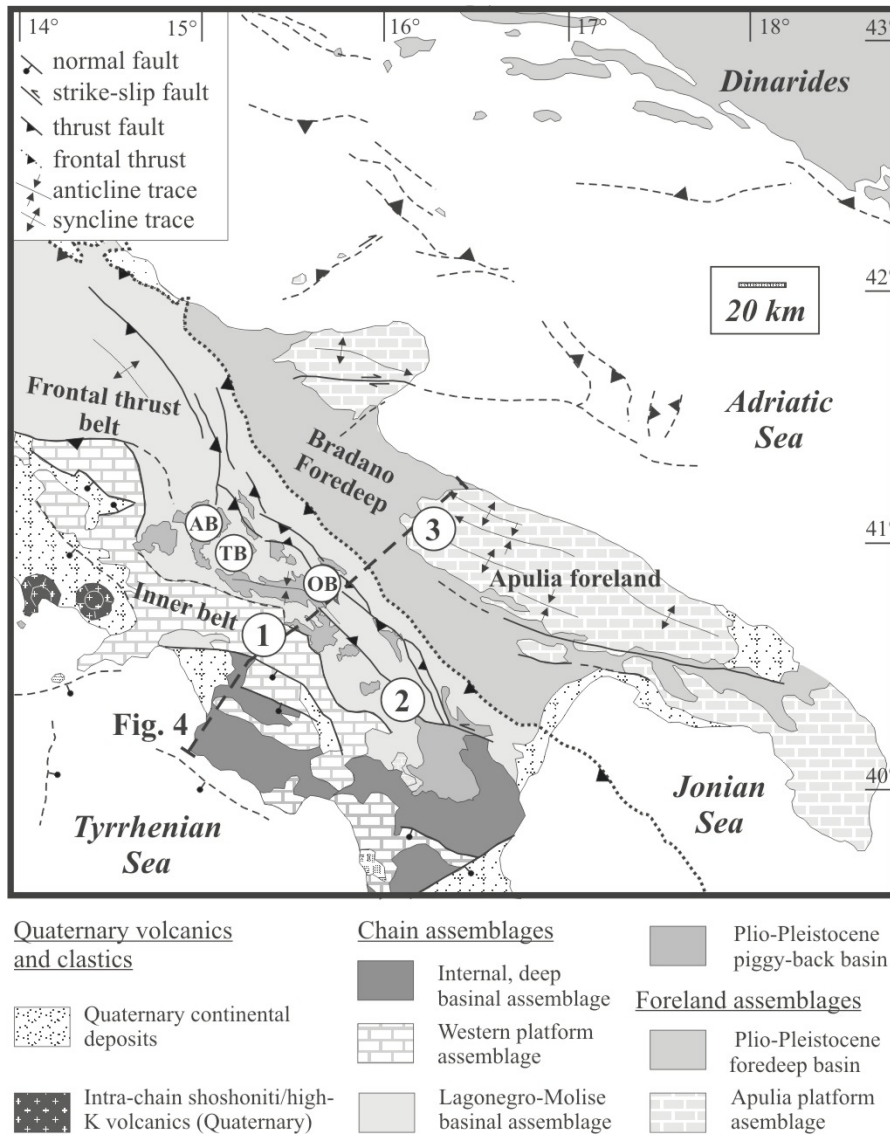 14°
15°
16°
17°
18°
43°
normal fault
strike-slip fault
thrust fault
frontal thrust
anticline trace
syncline trace
Dinarides
42°
20 km
Frontal thrust
belt
Bradano
Foredeep
Adriatic
Sea
AB
TB
OB
3
41°
Apulia foreland
Inner belt
1
2
Fig. 4
40°
Tyrrhenian
Sea
Jonian
Sea
Quaternary volcanics
and clastics
Quaternary continental
deposits
Intra-chain shoshoniti/high-
K volcanics (Quaternary)
Chain assemblages
Internal, deep
basinal assemblage
Western platform
assemblage
Lagonegro-Molise
basinal assemblage
Plio-Pleistocene
piggy-back basin
Foreland assemblages
Plio-Pleistocene
foredeep basin
Apulia platform
asemblage